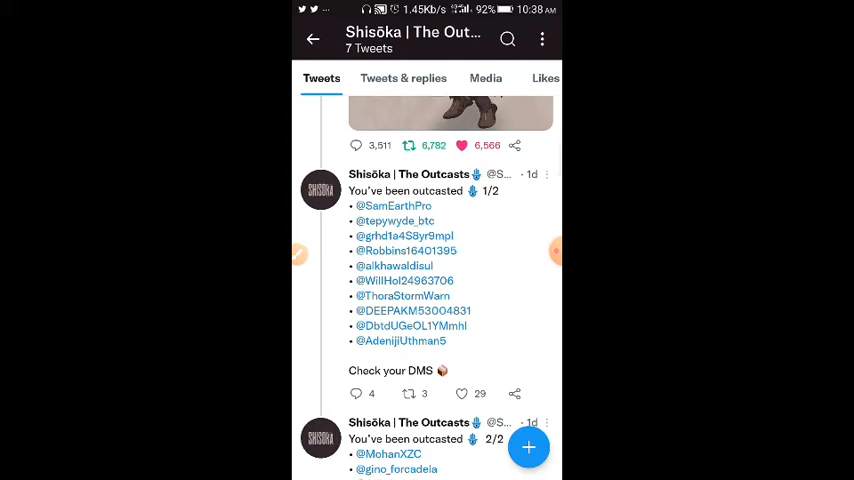 1.45Kb/s 92% 10:38 AM
Shisōka | The Out...
7 Tweets
Tweets Tweets & replies Media Likes
3,511 6,782 6,566
Shisōka | The Outcasts @S... · 1d
You've been outcasted 1/2
• @SamEarthPro
• @tepywyde_btc
• @grhd1a4S8yr9mpl
• @Robbins16401395
• @alkhawaldisul
• @WillHol24963706
• @ThoraStormWarn
• @DEEPAKM53004831
• @DbtdUGeOL1YMmhl
• @AdenijiUthman5
Check your DMS
4 3 29
SHISOKA
Shisōka | The Outcasts @S... · 1d
You've been outcasted 2/2
• @MohanXZC
• @gino_forcadela
SHISOKA